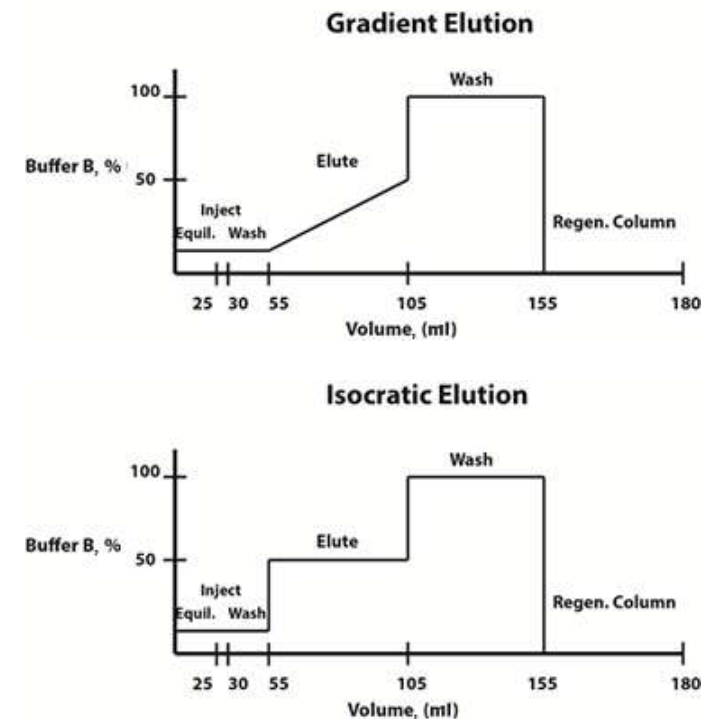 Gradient Elution
Wash
100
Elute
Buffer B, %
50
Inject
Equil. Wash
Regen. Column
25 30 55 105 155 180
Volume, (ml)
Isocratic Elution
Wash
100
Elute
Buffer B, %
50
Inject
Equil. Wash
Regen. Column
25 30 55 105 155 180
Volume, (ml)